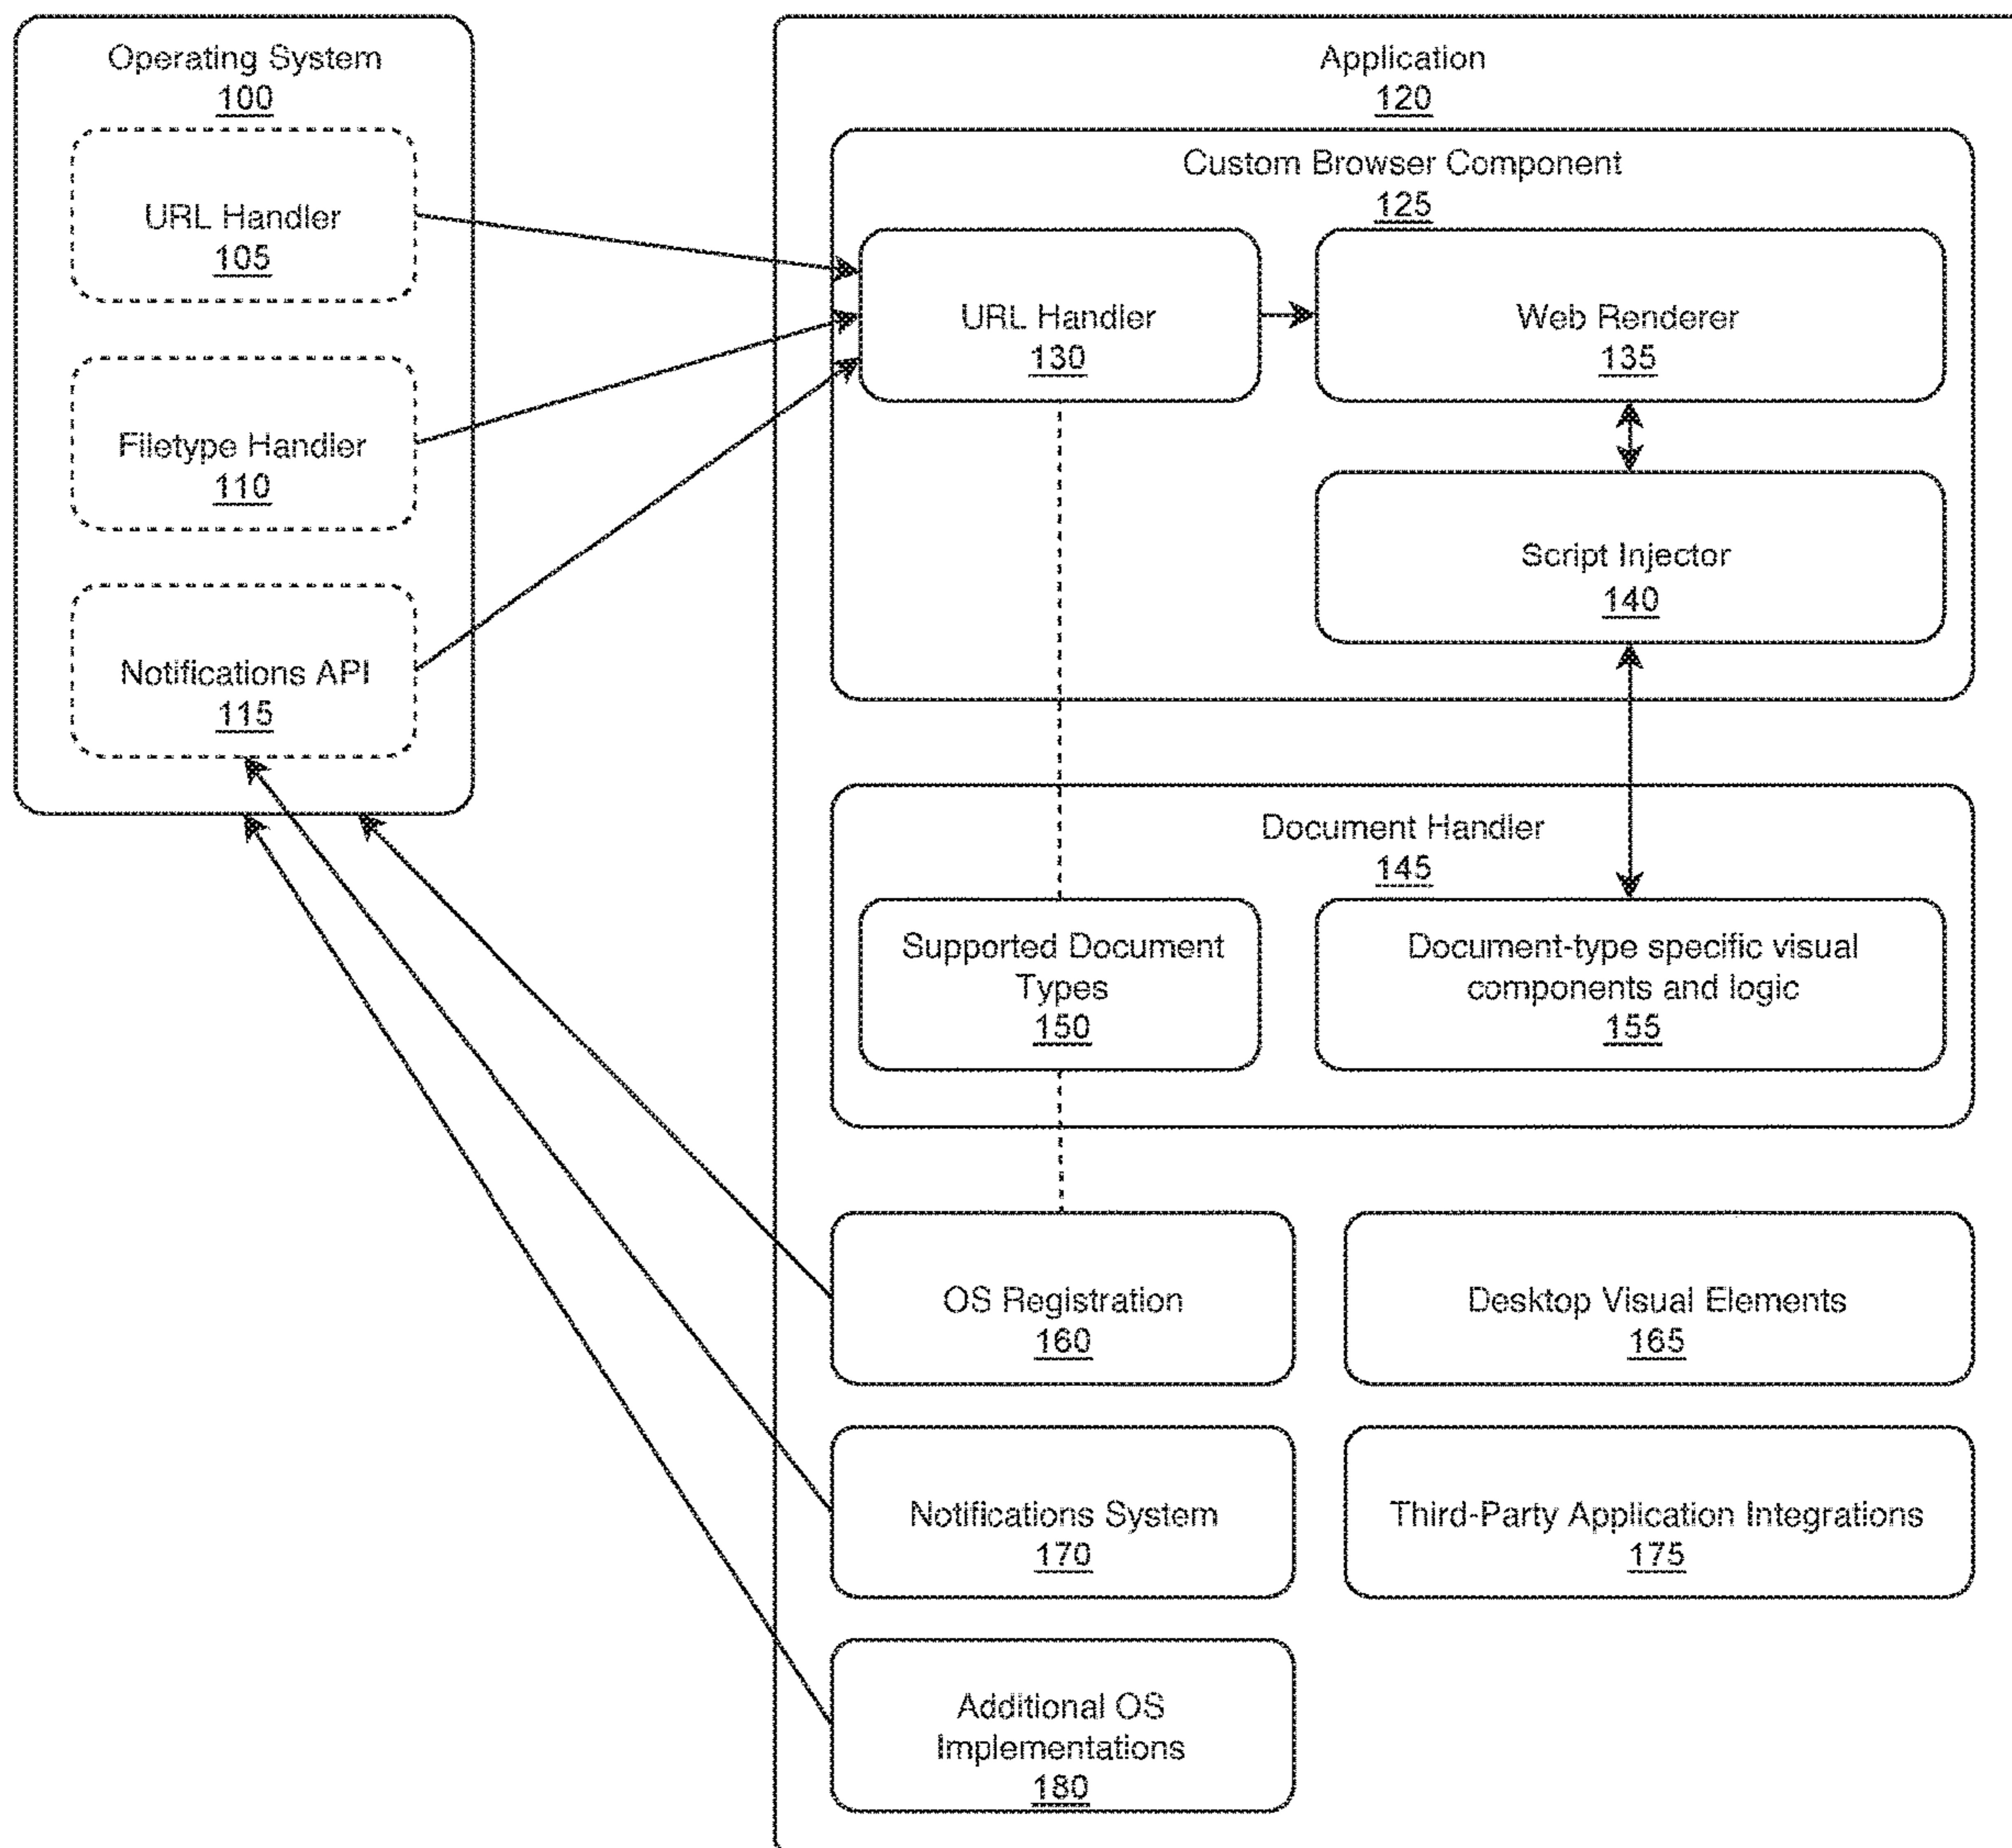 Operating System
100
URL Handler
105
Filetype Handler
110
Notifications API
115
Application
120
Custom Browser Component
125
URL Handler
130
Web Renderer
135
Script Injector
140
Document Handler
145
Supported Document
Types
150
Document-type specific visual
components and logic
155
OS Registration
160
Desktop Visual Elements
165
Notifications System
170
Third-Party Application Integrations
175
Additional OS
Implementations
180